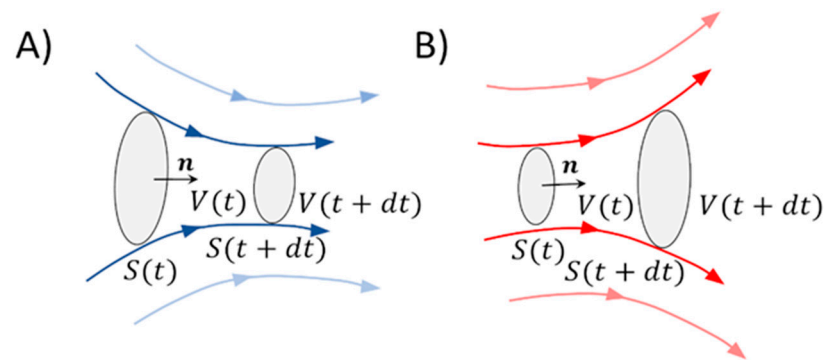 A)
n
V(t)
V(t + dt)
S(t)
S(t + dt)
B)
n
V(t)
V(t + dt)
S(t)
S(t + dt)